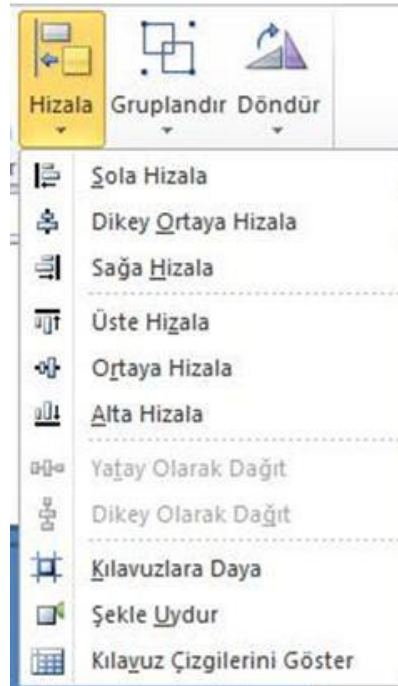 Hizala Gruplandır Döndür
Sola Hizala
Dikey Ortaya Hizala
Sağa Hizala
Üste Hizala
Ortaya Hizala
Alta Hizala
Yatay Olarak Dağıt
Dikey Olarak Dağıt
Kılavuzlara Daya
Şekle Uydur
Kılavuz Çizgilerini Göster